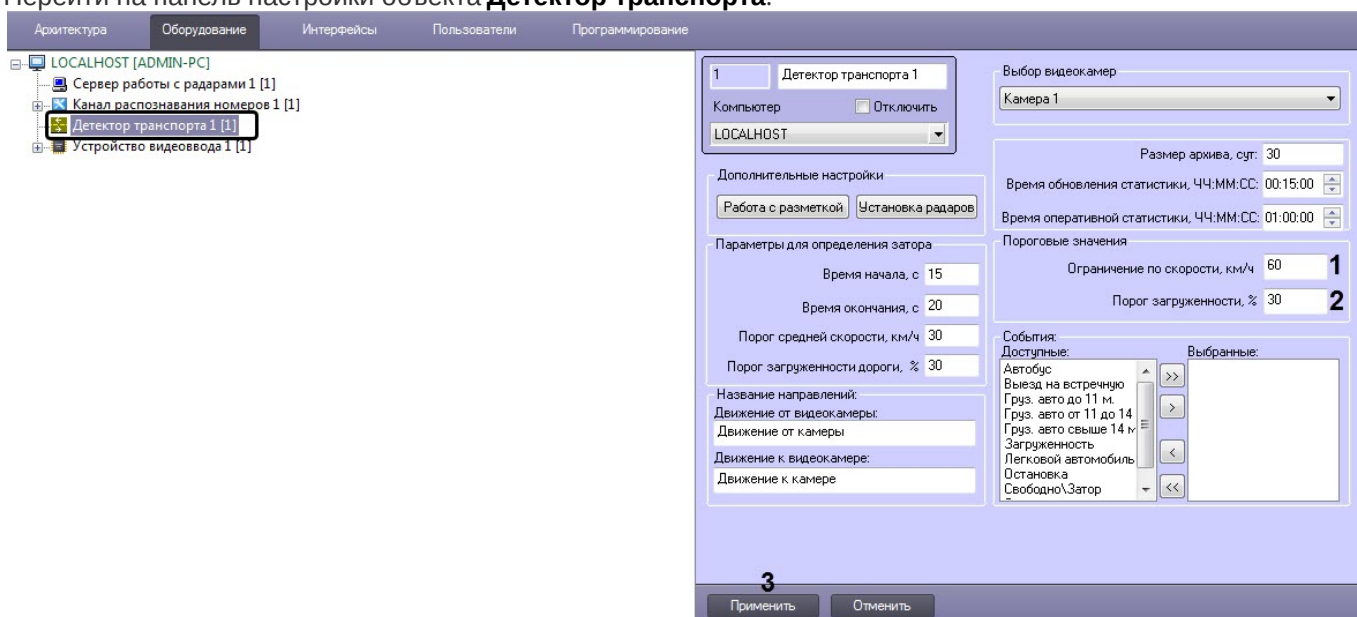 Перейти на панель настройки объекта Детектор транспорта.
Архитектура Оборудование Интерфейсы Пользователи Программирование
LOCALHOST [ADMIN-PC]
Сервер работы с радарами 1 [1]
Канал распознавания номеров 1 [1]
Детектор транспорта 1 [1]
Устройство видеоввода 1 [1]
1 Детектор транспорта 1
Компьютер Отключить
LOCALHOST
Дополнительные настройки
Работа с разметкой Установка радаров
Параметры для определения затора
Время начала, с 15
Время окончания, с 20
Порог средней скорости, км/ч 30
Порог загруженности дороги, % 30
Название направлений:
Движение от видеокамеры:
Движение от камеры
Движение к видеокамере:
Движение к камере
Выбор видеокамер
Камера 1
Размер архива, сут: 30
Время обновления статистики, ЧЧ:ММ:СС: 00:15:00
Время оперативной статистики, ЧЧ:ММ:СС: 01:00:00
Пороговые значения
Ограничение по скорости, км/ч 60 1
Порог загруженности, % 30 2
События:
Доступные: Выбранные:
Автобус
Выезд на встречную
Груз. авто до 11 м.
Груз. авто от 11 до 14
Груз. авто свыше 14 м
Загруженность
Легковой автомобиль
Остановка
Свободно\Затор
>>
>
<
<<
3
Применить Отменить